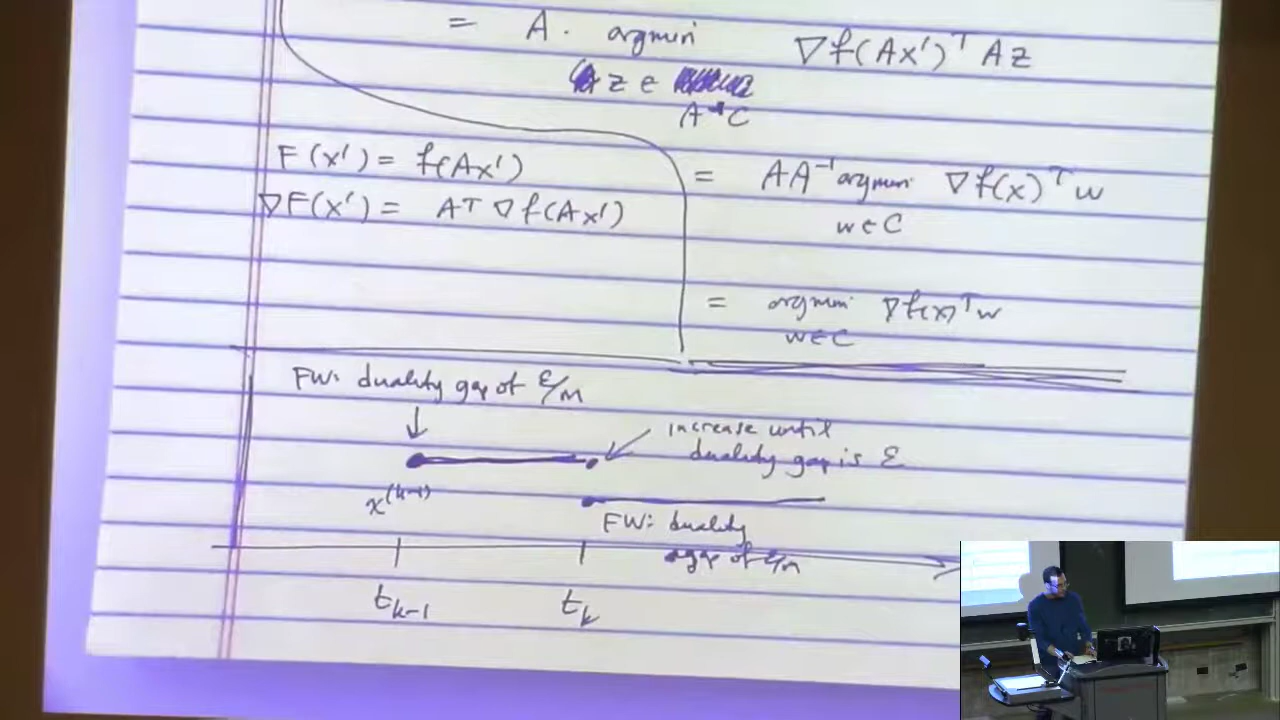 = A · argmin ∇f(Ax')ᵀ Az
z ∈
A⁻¹C
F(x') = f(Ax')
∇F(x') = Aᵀ ∇f(Ax')
= AA⁻¹ argmin ∇f(x)ᵀ w
w ∈ C
= argmin ∇f(x)ᵀ w
w ∈ C
FW: duality gap of ε/m
increase until
duality gap is ε
x⁽ᵏ⁻¹⁾
FW: duality
gap of ε/m
t_{k-1} t_k